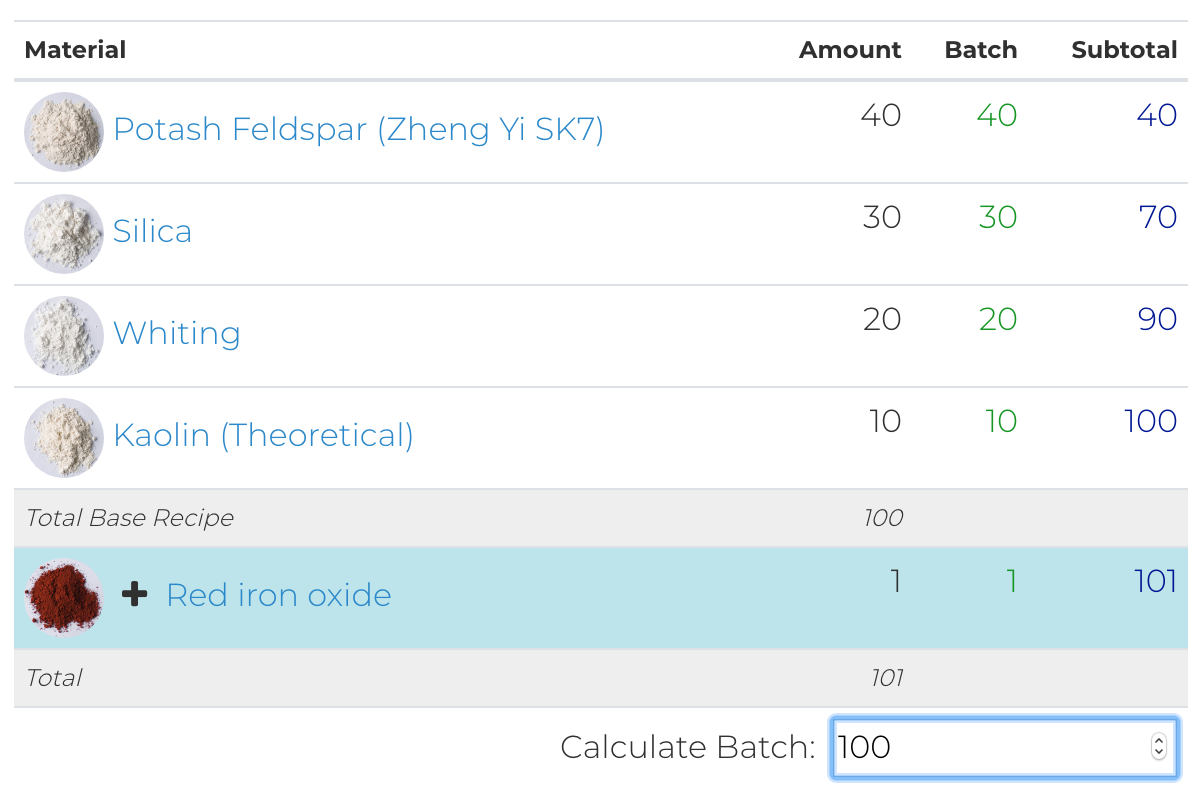 Material Amount Batch Subtotal
Potash Feldspar (Zheng Yi SK7) 40 40 40
Silica 30 30 70
Whiting 20 20 90
Kaolin (Theoretical) 10 10 100
Total Base Recipe 100
+ Red iron oxide 1 1 101
Total 101
Calculate Batch: 100